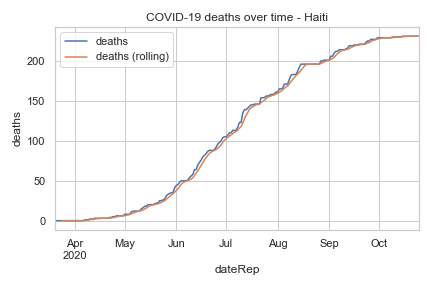 COVID-19 deaths over time - Haiti
deaths
deaths (rolling)
200
150
100
50
0
deaths
Apr May Jun Jul Aug Sep Oct
2020
dateRep